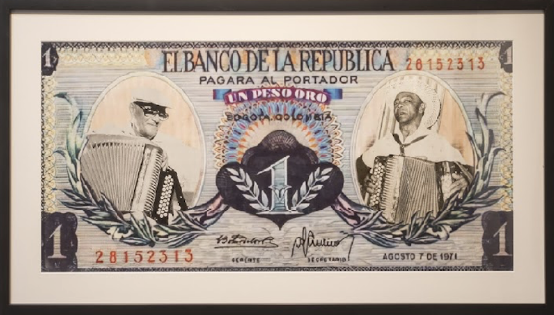 1
1
EL BANCO DE LA REPUBLICA 28152313
PAGARA AL PORTADOR
UN PESO ORO
BOGOTA, COLOMBIA
1
1
1
28152313
GERENTE
SECRETARIO
AGOSTO 7 DE 1971